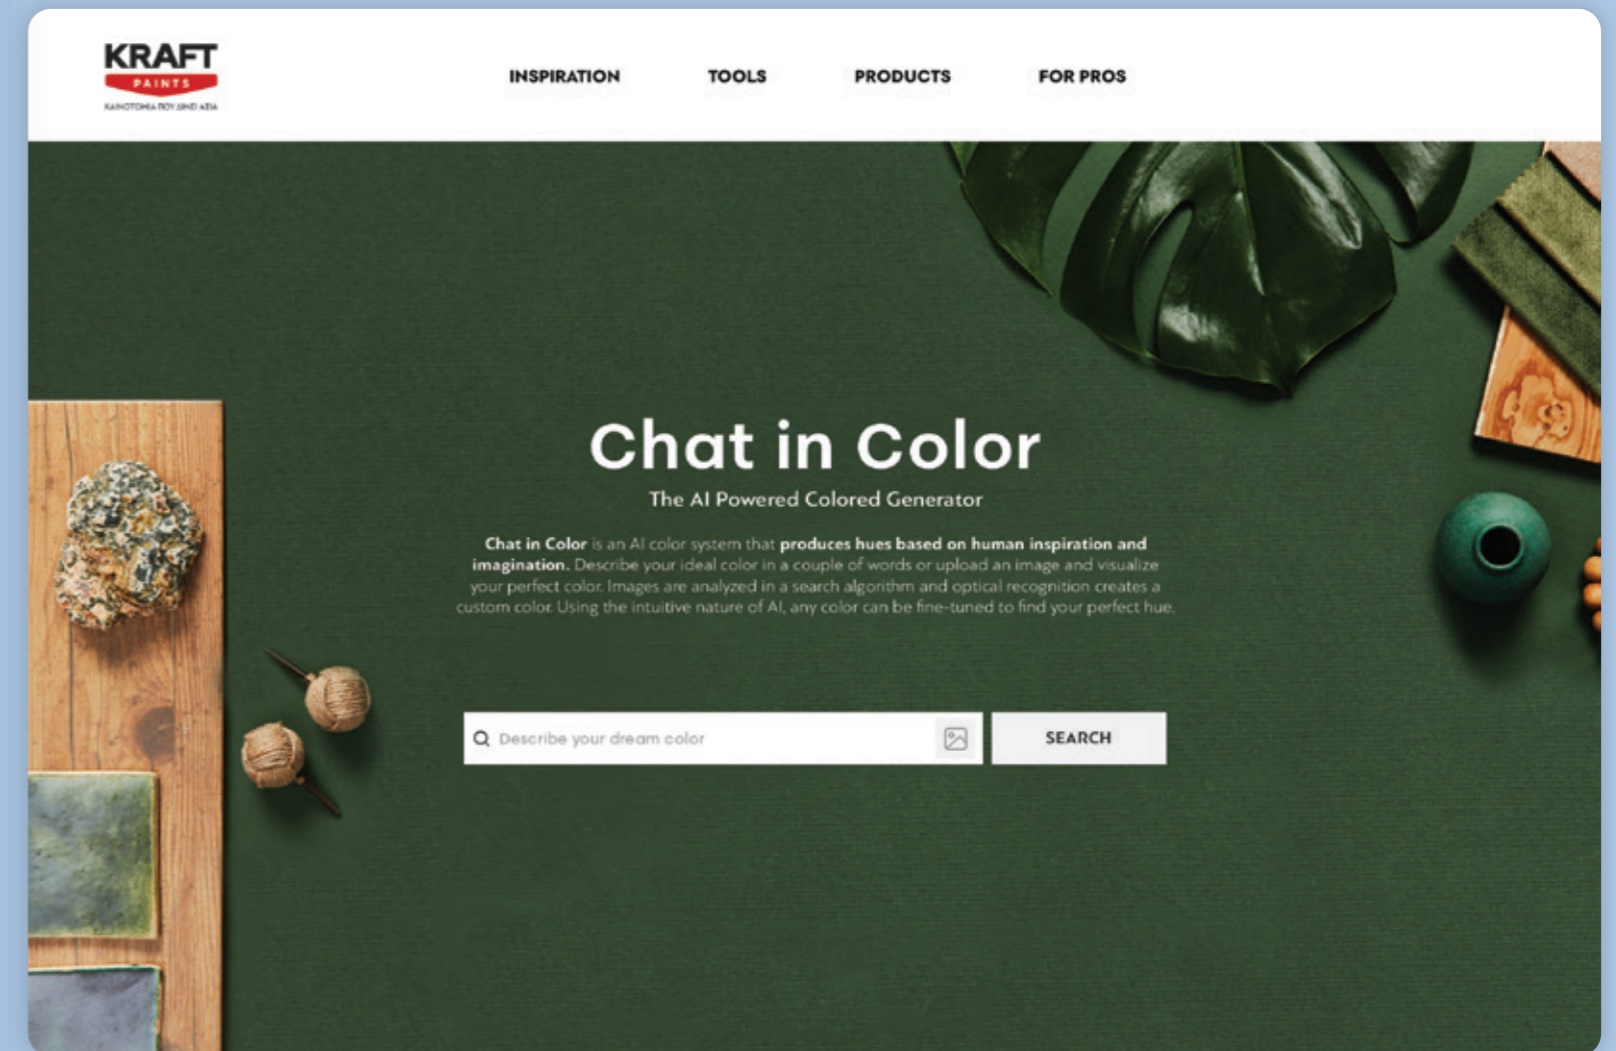 KRAFT
PAINTS
ΚΑΙΝΟΤΟΜΙΑ ΠΟΥ ΔΙΝΕΙ ΑΞΙΑ
INSPIRATION
TOOLS
PRODUCTS
FOR PROS
Chat in Color
The AI Powered Colored Generator
Chat in Color is an AI color system that produces hues based on human inspiration and
imagination. Describe your ideal color in a couple of words or upload an image and visualize
your perfect color. Images are analyzed in a search algorithm and optical recognition creates a
custom color. Using the intuitive nature of AI, any color can be fine-tuned to find your perfect hue.
Describe your dream color
SEARCH